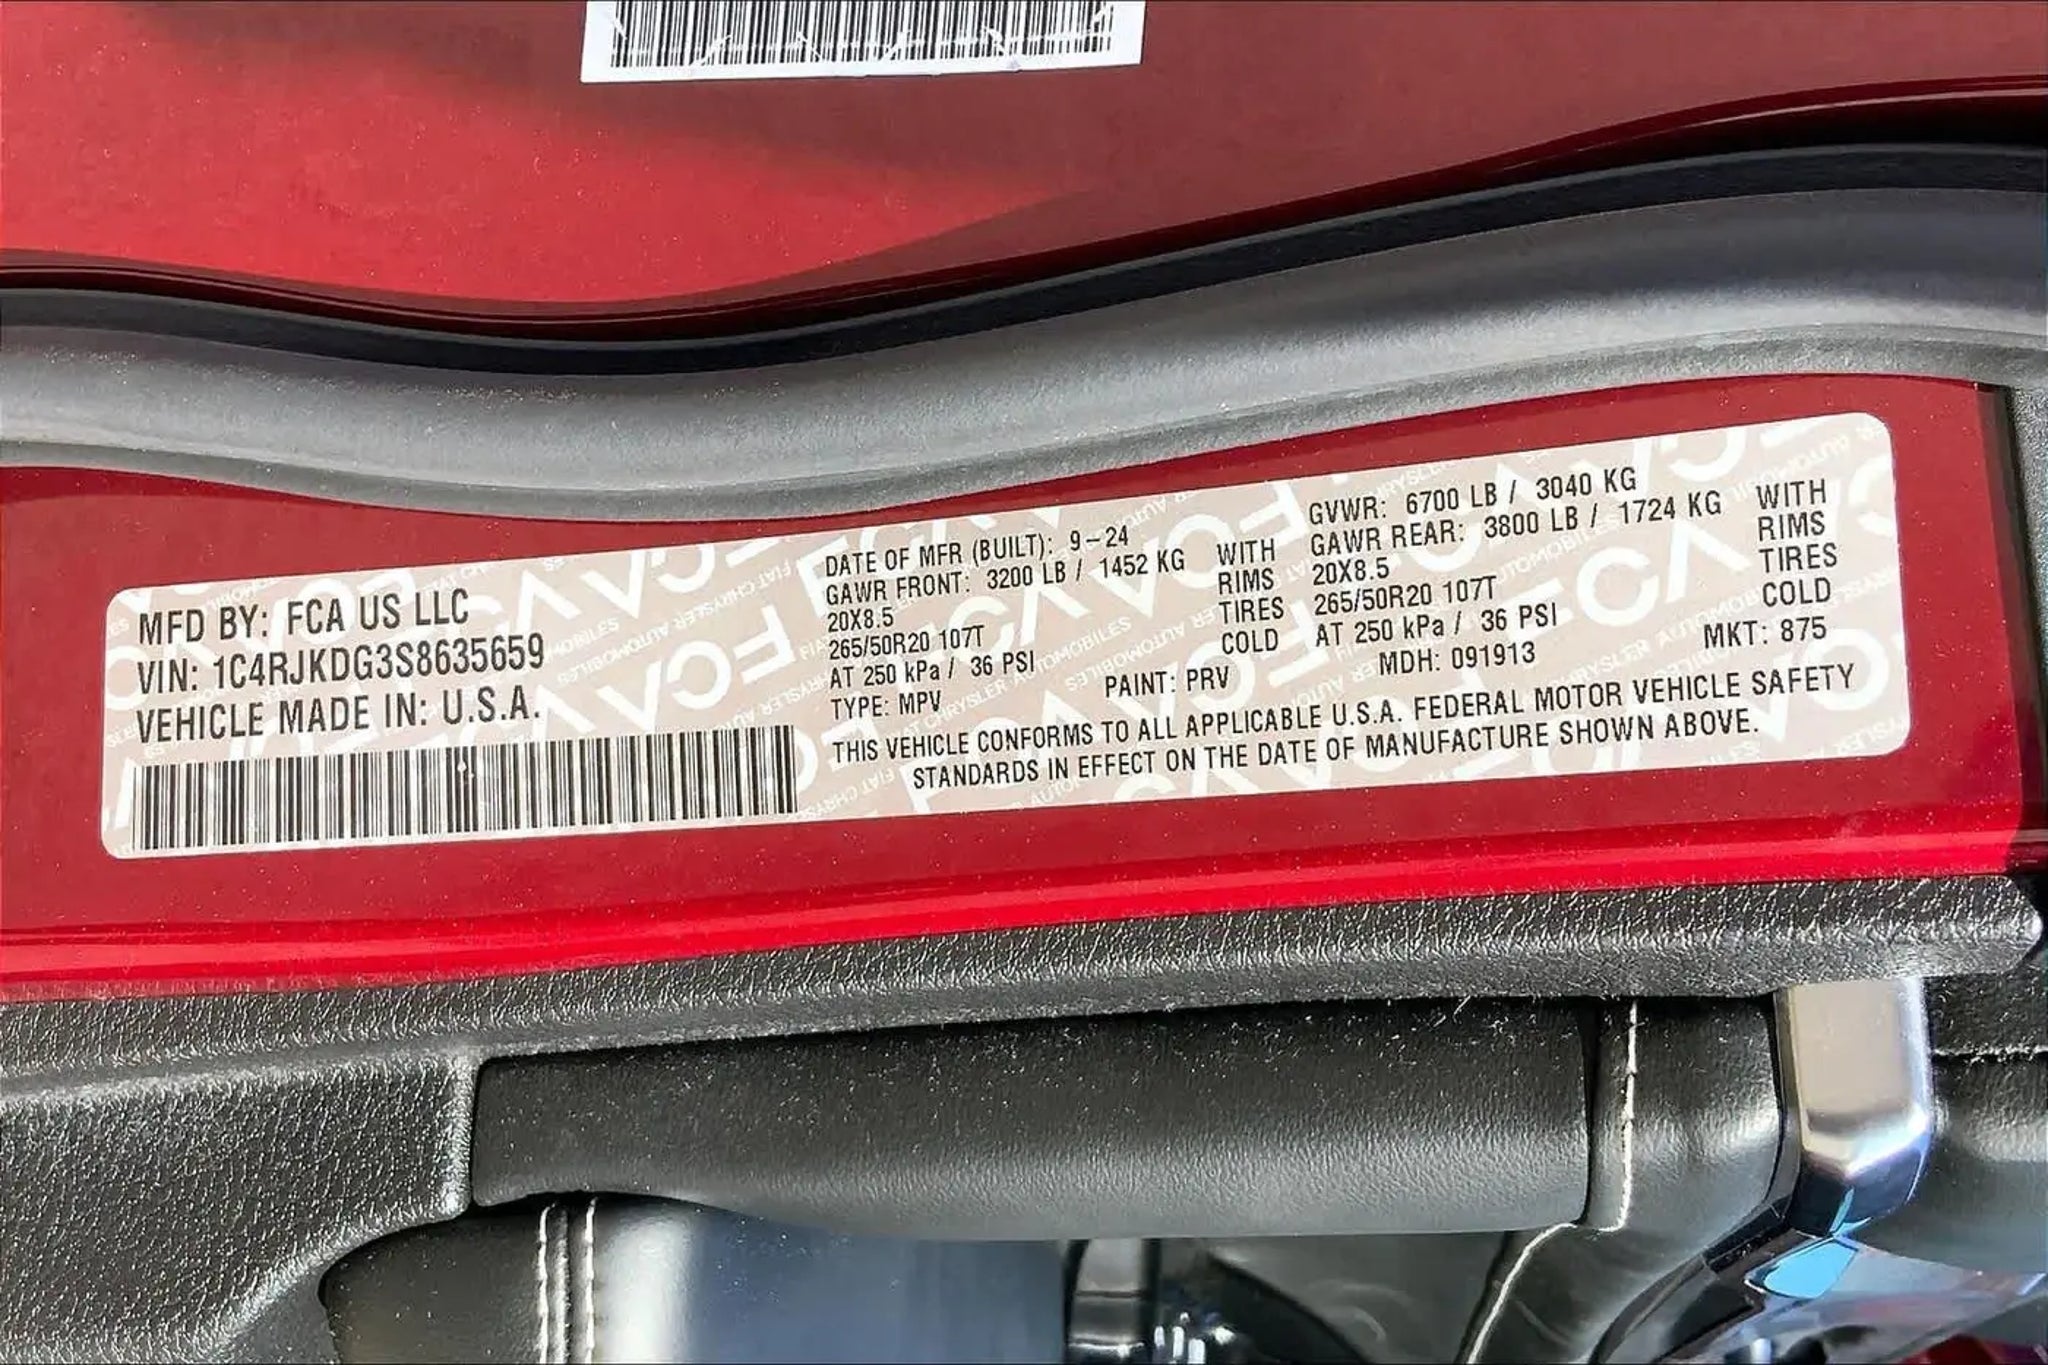 MFD BY: FCA US LLC
VIN: 1C4RJKDG3S8635659
VEHICLE MADE IN: U.S.A.
DATE OF MFR (BUILT): 9-24 GVWR: 6700 LB / 3040 KG
GAWR FRONT: 3200 LB / 1452 KG WITH GAWR REAR: 3800 LB / 1724 KG WITH
20X8.5 RIMS 20X8.5 RIMS
265/50R20 107T TIRES 265/50R20 107T TIRES
AT 250 kPa / 36 PSI COLD AT 250 kPa / 36 PSI COLD
TYPE: MPV PAINT: PRV MDH: 091913 MKT: 875
THIS VEHICLE CONFORMS TO ALL APPLICABLE U.S.A. FEDERAL MOTOR VEHICLE SAFETY
STANDARDS IN EFFECT ON THE DATE OF MANUFACTURE SHOWN ABOVE.